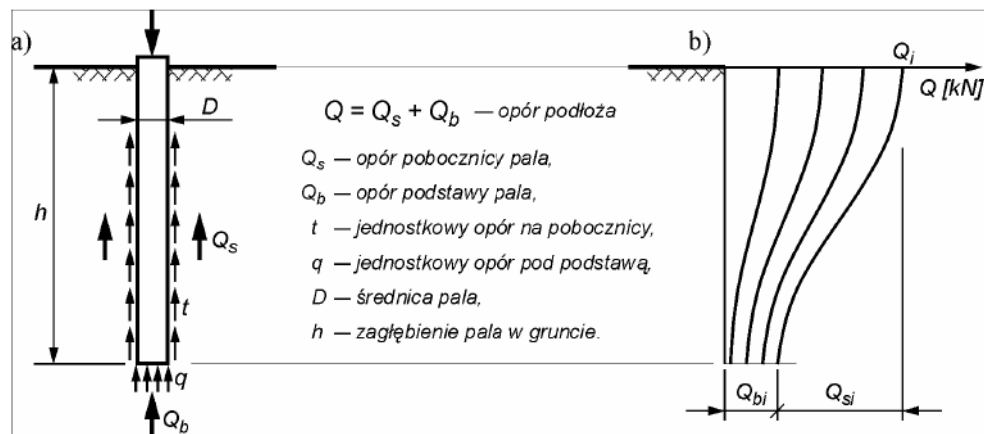 a)
b)
Q_i
Q [kN]
D
Q = Q_s + Q_b — opór podłoża
Q_s — opór pobocznicy pala,
Q_b — opór podstawy pala,
h
Q_s
t — jednostkowy opór na pobocznicy,
q — jednostkowy opór pod podstawą,
t
D — średnica pala,
h — zagłębienie pala w gruncie.
q
Q_b
Q_bi
Q_si